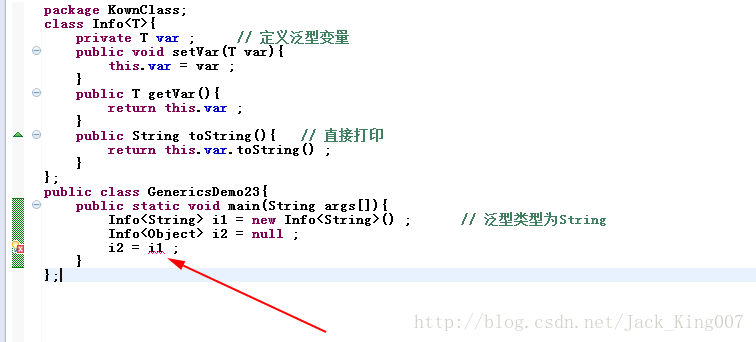 package KownClass;
class Info<T>{
    private T var ;     // 定义泛型变量
    public void setVar(T var){
        this.var = var ;
    }
    public T getVar(){
        return this.var ;
    }
    public String toString(){   // 直接打印
        return this.var.toString() ;
    }
};
public class GenericsDemo23{
    public static void main(String args[]){
        Info<String> i1 = new Info<String>() ;      // 泛型类型为String
        Info<Object> i2 = null ;
        i2 = i1 ;
    }
};
http://blog.csdn.net/Jack_King007